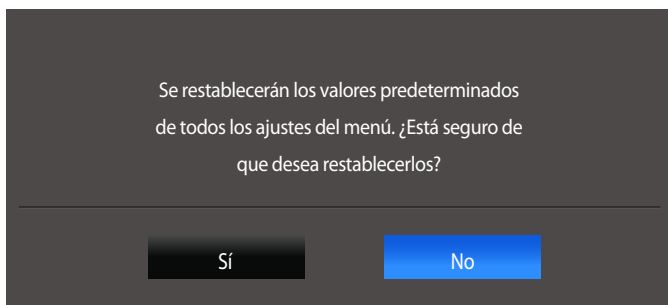 Se restablecerán los valores predeterminados
de todos los ajustes del menú. ¿Está seguro de
que desea restablecerlos?
Sí
No